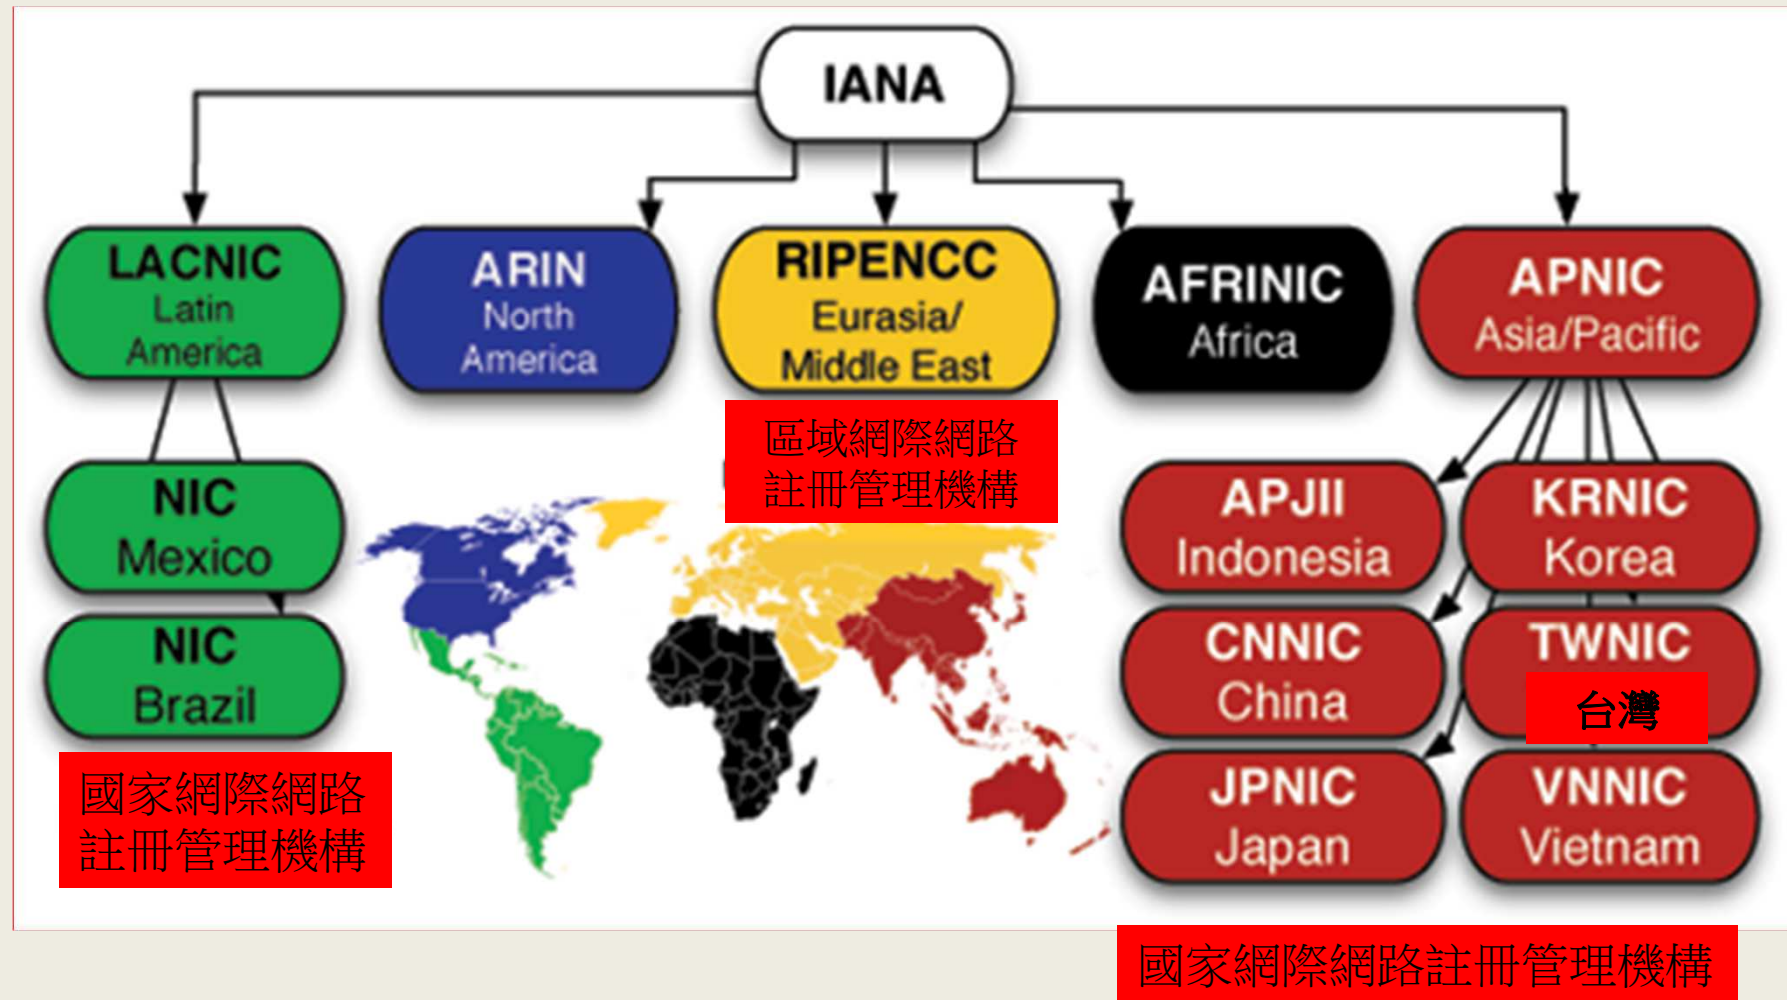 IANA
LACNIC
Latin
America
ARIN
North
America
RIPENCC
Eurasia/
Middle East
AFRINIC
Africa
APNIC
Asia/Pacific
區域網際網路
註冊管理機構
NIC
Mexico
NIC
Brazil
國家網際網路
註冊管理機構
APJII
Indonesia
KRNIC
Korea
CNNIC
China
TWNIC
台灣
JPNIC
Japan
VNNIC
Vietnam
國家網際網路註冊管理機構